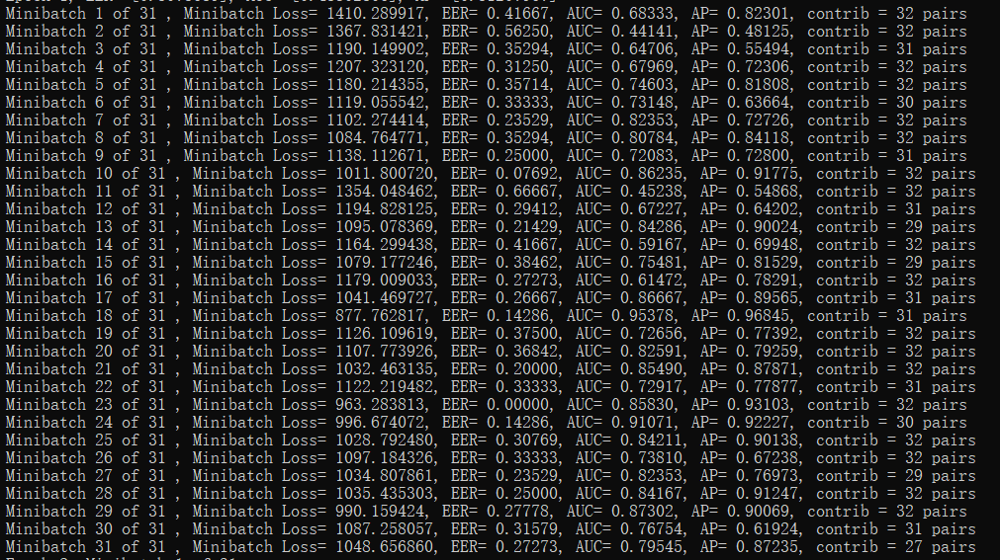 Minibatch 1 of 31 , Minibatch Loss= 1410.289917, EER= 0.41667, AUC= 0.68333, AP= 0.82301, contrib = 32 pairs
Minibatch 2 of 31 , Minibatch Loss= 1367.831421, EER= 0.56250, AUC= 0.44141, AP= 0.48125, contrib = 32 pairs
Minibatch 3 of 31 , Minibatch Loss= 1190.149902, EER= 0.35294, AUC= 0.64706, AP= 0.55494, contrib = 31 pairs
Minibatch 4 of 31 , Minibatch Loss= 1207.323120, EER= 0.31250, AUC= 0.67969, AP= 0.72306, contrib = 32 pairs
Minibatch 5 of 31 , Minibatch Loss= 1180.214355, EER= 0.35714, AUC= 0.74603, AP= 0.81808, contrib = 32 pairs
Minibatch 6 of 31 , Minibatch Loss= 1119.055542, EER= 0.33333, AUC= 0.73148, AP= 0.63664, contrib = 30 pairs
Minibatch 7 of 31 , Minibatch Loss= 1102.274414, EER= 0.23529, AUC= 0.82353, AP= 0.72726, contrib = 32 pairs
Minibatch 8 of 31 , Minibatch Loss= 1084.764771, EER= 0.35294, AUC= 0.80784, AP= 0.84118, contrib = 32 pairs
Minibatch 9 of 31 , Minibatch Loss= 1138.112671, EER= 0.25000, AUC= 0.72083, AP= 0.72800, contrib = 31 pairs
Minibatch 10 of 31 , Minibatch Loss= 1011.800720, EER= 0.07692, AUC= 0.86235, AP= 0.91775, contrib = 32 pairs
Minibatch 11 of 31 , Minibatch Loss= 1354.048462, EER= 0.66667, AUC= 0.45238, AP= 0.54868, contrib = 32 pairs
Minibatch 12 of 31 , Minibatch Loss= 1194.828125, EER= 0.29412, AUC= 0.67227, AP= 0.64202, contrib = 31 pairs
Minibatch 13 of 31 , Minibatch Loss= 1095.078369, EER= 0.21429, AUC= 0.84286, AP= 0.90024, contrib = 29 pairs
Minibatch 14 of 31 , Minibatch Loss= 1164.299438, EER= 0.41667, AUC= 0.59167, AP= 0.69948, contrib = 32 pairs
Minibatch 15 of 31 , Minibatch Loss= 1079.177246, EER= 0.38462, AUC= 0.75481, AP= 0.81529, contrib = 29 pairs
Minibatch 16 of 31 , Minibatch Loss= 1179.009033, EER= 0.27273, AUC= 0.61472, AP= 0.78291, contrib = 32 pairs
Minibatch 17 of 31 , Minibatch Loss= 1041.469727, EER= 0.26667, AUC= 0.86667, AP= 0.89565, contrib = 31 pairs
Minibatch 18 of 31 , Minibatch Loss= 877.762817, EER= 0.14286, AUC= 0.95378, AP= 0.96845, contrib = 31 pairs
Minibatch 19 of 31 , Minibatch Loss= 1126.109619, EER= 0.37500, AUC= 0.72656, AP= 0.77392, contrib = 32 pairs
Minibatch 20 of 31 , Minibatch Loss= 1107.773926, EER= 0.36842, AUC= 0.82591, AP= 0.79259, contrib = 32 pairs
Minibatch 21 of 31 , Minibatch Loss= 1032.463135, EER= 0.20000, AUC= 0.85490, AP= 0.87871, contrib = 32 pairs
Minibatch 22 of 31 , Minibatch Loss= 1122.219482, EER= 0.33333, AUC= 0.72917, AP= 0.77877, contrib = 31 pairs
Minibatch 23 of 31 , Minibatch Loss= 963.283813, EER= 0.00000, AUC= 0.85830, AP= 0.93103, contrib = 32 pairs
Minibatch 24 of 31 , Minibatch Loss= 996.674072, EER= 0.14286, AUC= 0.91071, AP= 0.92227, contrib = 30 pairs
Minibatch 25 of 31 , Minibatch Loss= 1028.792480, EER= 0.30769, AUC= 0.84211, AP= 0.90138, contrib = 32 pairs
Minibatch 26 of 31 , Minibatch Loss= 1097.184326, EER= 0.33333, AUC= 0.73810, AP= 0.67238, contrib = 32 pairs
Minibatch 27 of 31 , Minibatch Loss= 1034.807861, EER= 0.23529, AUC= 0.82353, AP= 0.76973, contrib = 29 pairs
Minibatch 28 of 31 , Minibatch Loss= 1035.435303, EER= 0.25000, AUC= 0.84167, AP= 0.91247, contrib = 32 pairs
Minibatch 29 of 31 , Minibatch Loss= 990.159424, EER= 0.27778, AUC= 0.87302, AP= 0.90069, contrib = 32 pairs
Minibatch 30 of 31 , Minibatch Loss= 1087.258057, EER= 0.31579, AUC= 0.76754, AP= 0.61924, contrib = 31 pairs
Minibatch 31 of 31 , Minibatch Loss= 1048.656860, EER= 0.27273, AUC= 0.79545, AP= 0.87235, contrib = 27 pairs